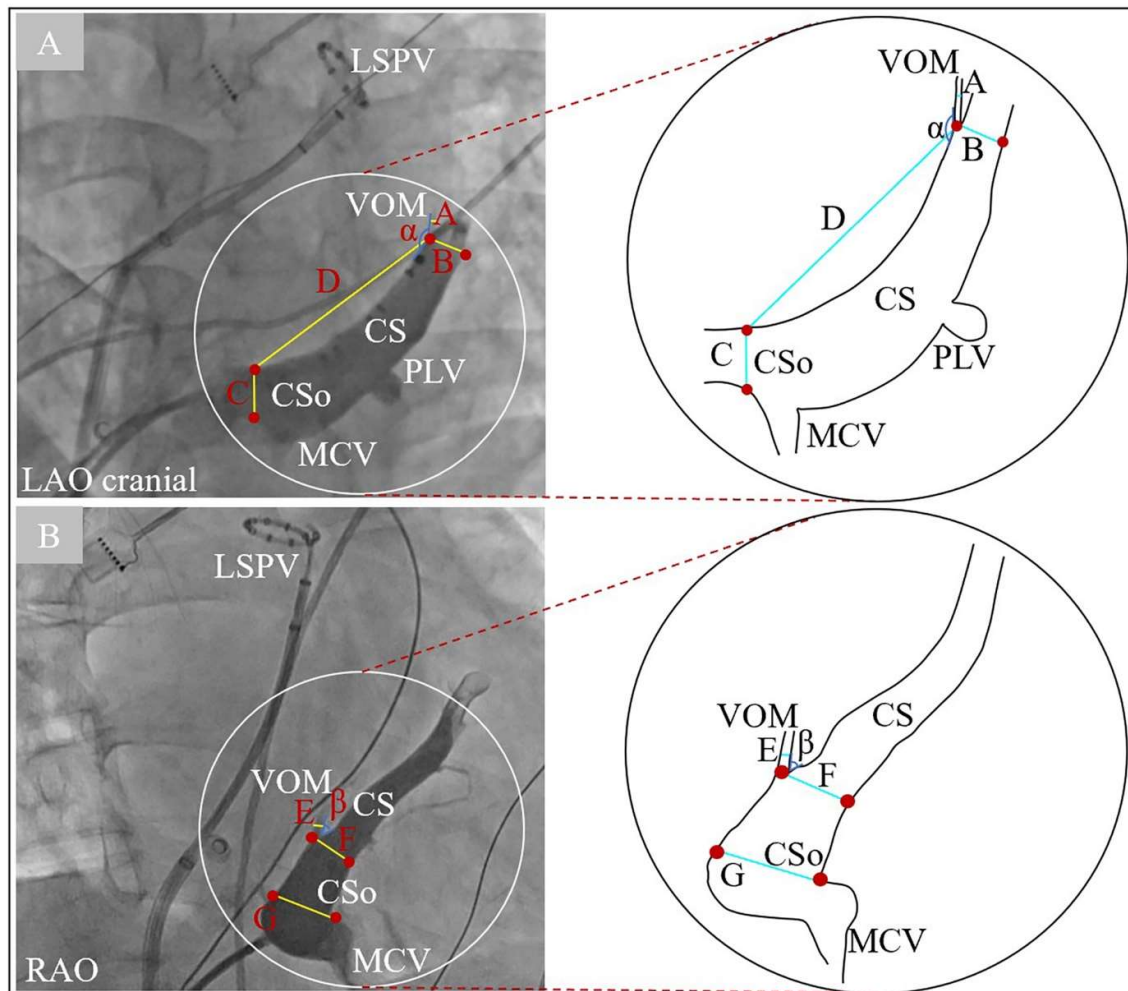 A
LSPV
VOM
A
α
B
D
CS
PLV
C
CSo
MCV
LAO cranial
VOM
A
α
B
D
CS
C
CSo
PLV
MCV
B
LSPV
VOM
E
β
CS
F
CSo
G
MCV
RAO
VOM
CS
E
β
F
CSo
G
MCV